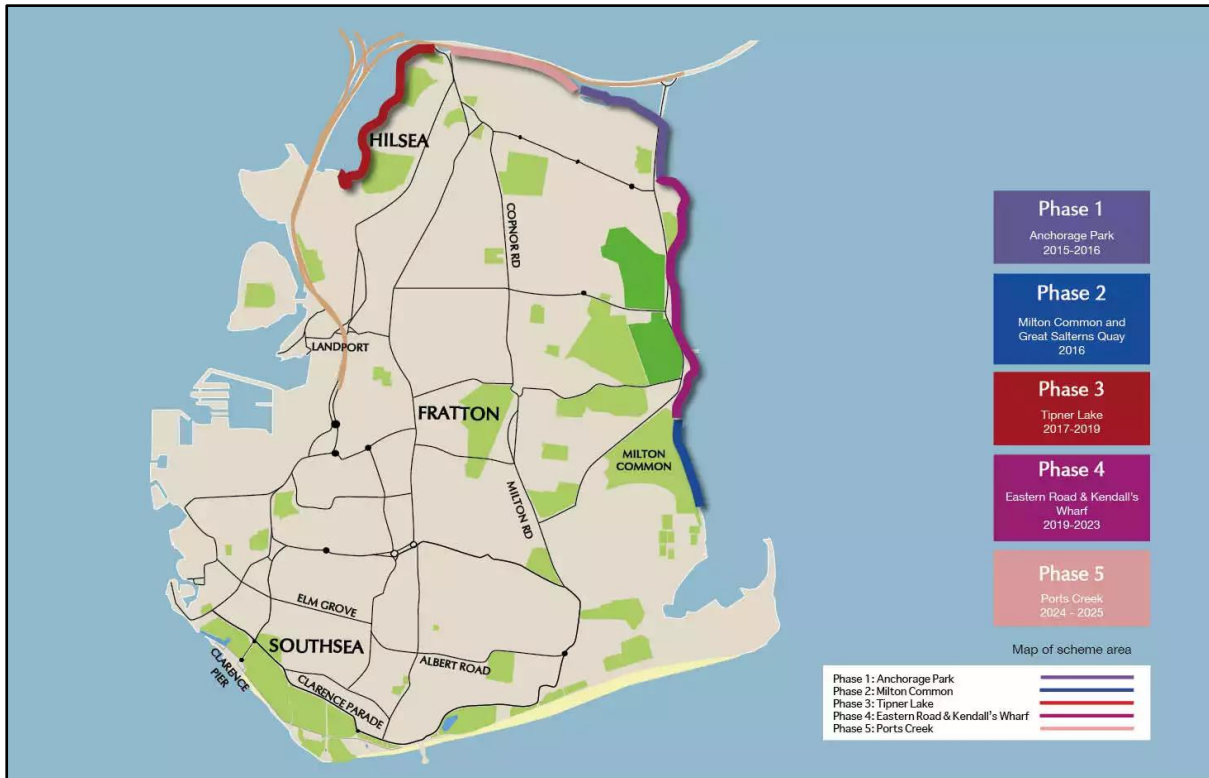 HILSEA
COPNOR RD
LANDPORT
FRATTON
MILTON
COMMON
MILTON RD
ELM GROVE
SOUTHSEA
ALBERT ROAD
CLARENCE
PIER
CLARENCE PARADE
Phase 1
Anchorage Park
2015-2016
Phase 2
Milton Common and
Great Salterns Quay
2016
Phase 3
Tipner Lake
2017-2019
Phase 4
Eastern Road & Kendall's
Wharf
2019-2023
Phase 5
Ports Creek
2024 - 2025
Map of scheme area
Phase 1: Anchorage Park
Phase 2: Milton Common
Phase 3: Tipner Lake
Phase 4: Eastern Road & Kendall's Wharf
Phase 5: Ports Creek